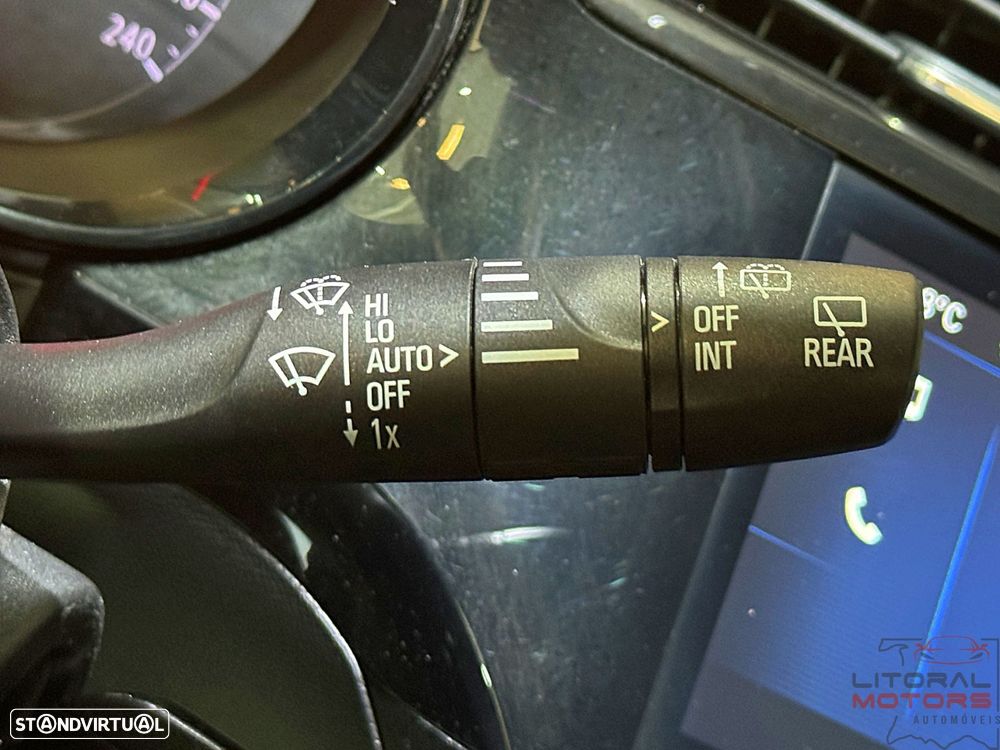 240
HI
LO
AUTO >
OFF
1x
>
OFF
INT
REAR
°C
LITORAL
MOTORS
AUTOMÓVEIS
STANDVIRTUAL